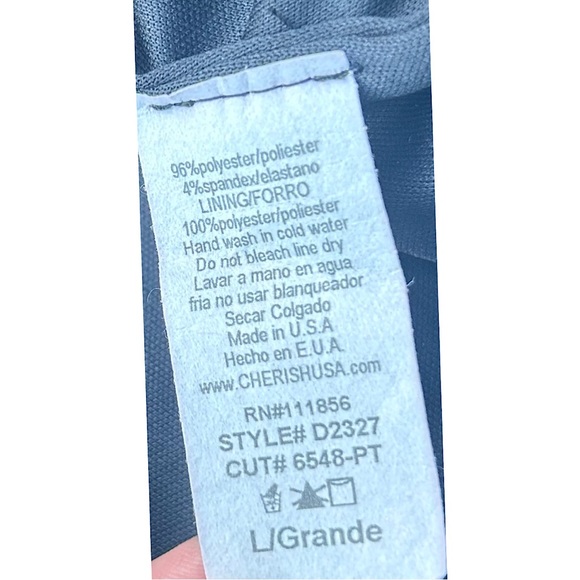 96%polyester/poliester
4%spandex/elastano
LINING/FORRO
100%polyester/poliester
Hand wash in cold water
Do not bleach line dry
Lavar a mano en agua
fria no usar blanqueador
Secar Colgado
Made in U.S.A
Hecho en E.U.A.
www.CHERISHUSA.com
RN#111856
STYLE# D2327
CUT# 6548-PT
L/Grande